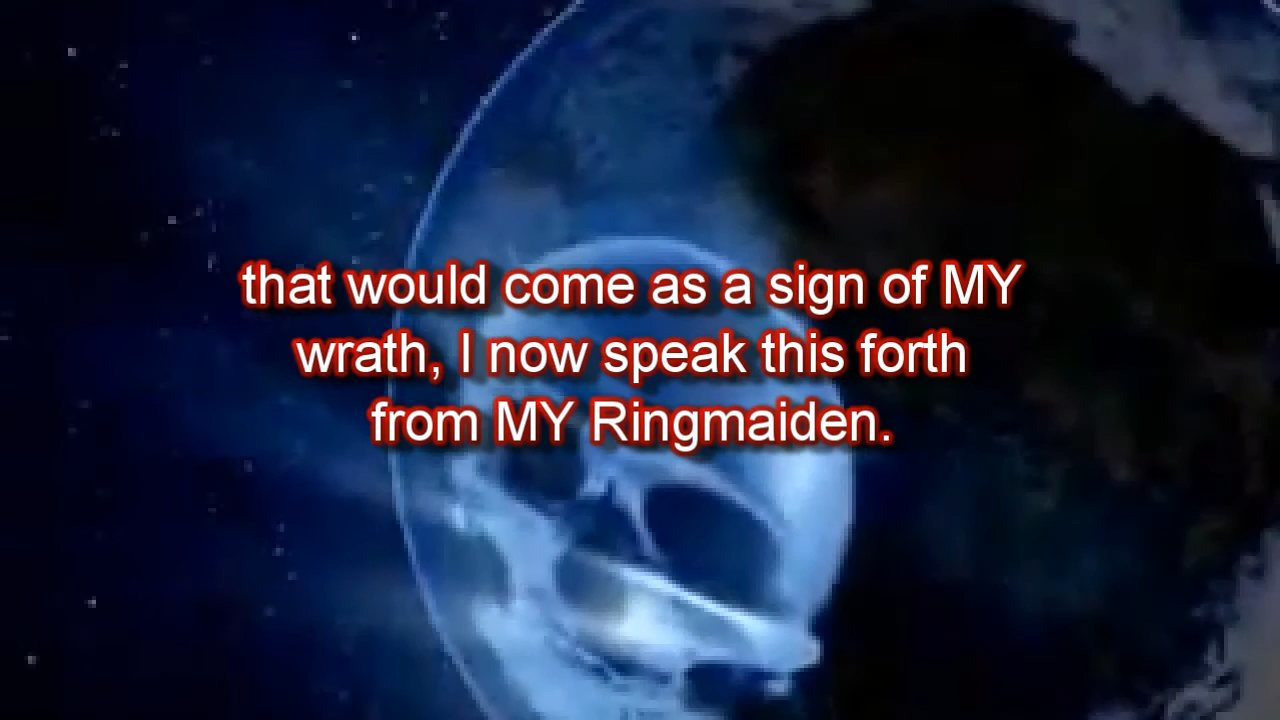 that would come as a sign of MY
wrath, I now speak this forth
from MY Ringmaiden.